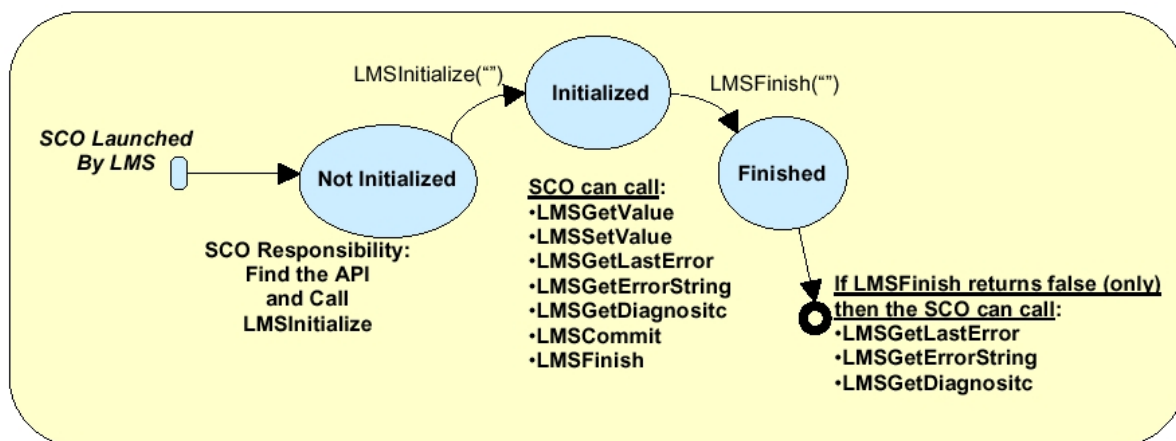 SCO Launched
By LMS
Not Initialized
SCO Responsibility:
Find the API
and Call
LMSInitialize
LMSInitialize(“”)
Initialized
SCO can call:
•LMSGetValue
•LMSSetValue
•LMSGetLastError
•LMSGetErrorString
•LMSGetDiagnositc
•LMSCommit
•LMSFinish
LMSFinish(“”)
Finished
If LMSFinish returns false (only)
then the SCO can call:
•LMSGetLastError
•LMSGetErrorString
•LMSGetDiagnositc